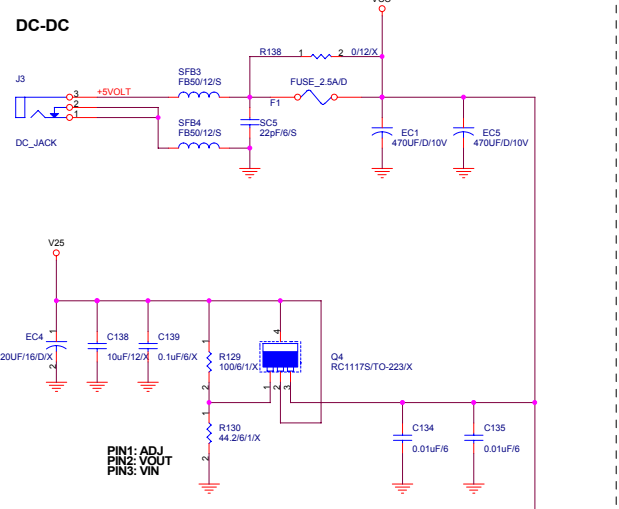 DC-DC
R138 1 2 0/12/X
J3
SFB3
FB50/12/S
FUSE_2.5A/D
3 +5VOLT
2
1
F1
SC5
22pF/6/S
SFB4
FB50/12/S
DC_JACK
EC1
470UF/D/10V
EC5
470UF/D/10V
V25
EC4
20UF/16/D/X
1
2
C138
10uF/12/X
C139
0.1uF/6/X
1
R129
100/6/1/X
2
4
1
2
3
Q4
RC1117S/TO-223/X
1
R130
44.2/6/1/X
2
C134
0.01uF/6
C135
0.01uF/6
PIN1: ADJ
PIN2: VOUT
PIN3: VIN